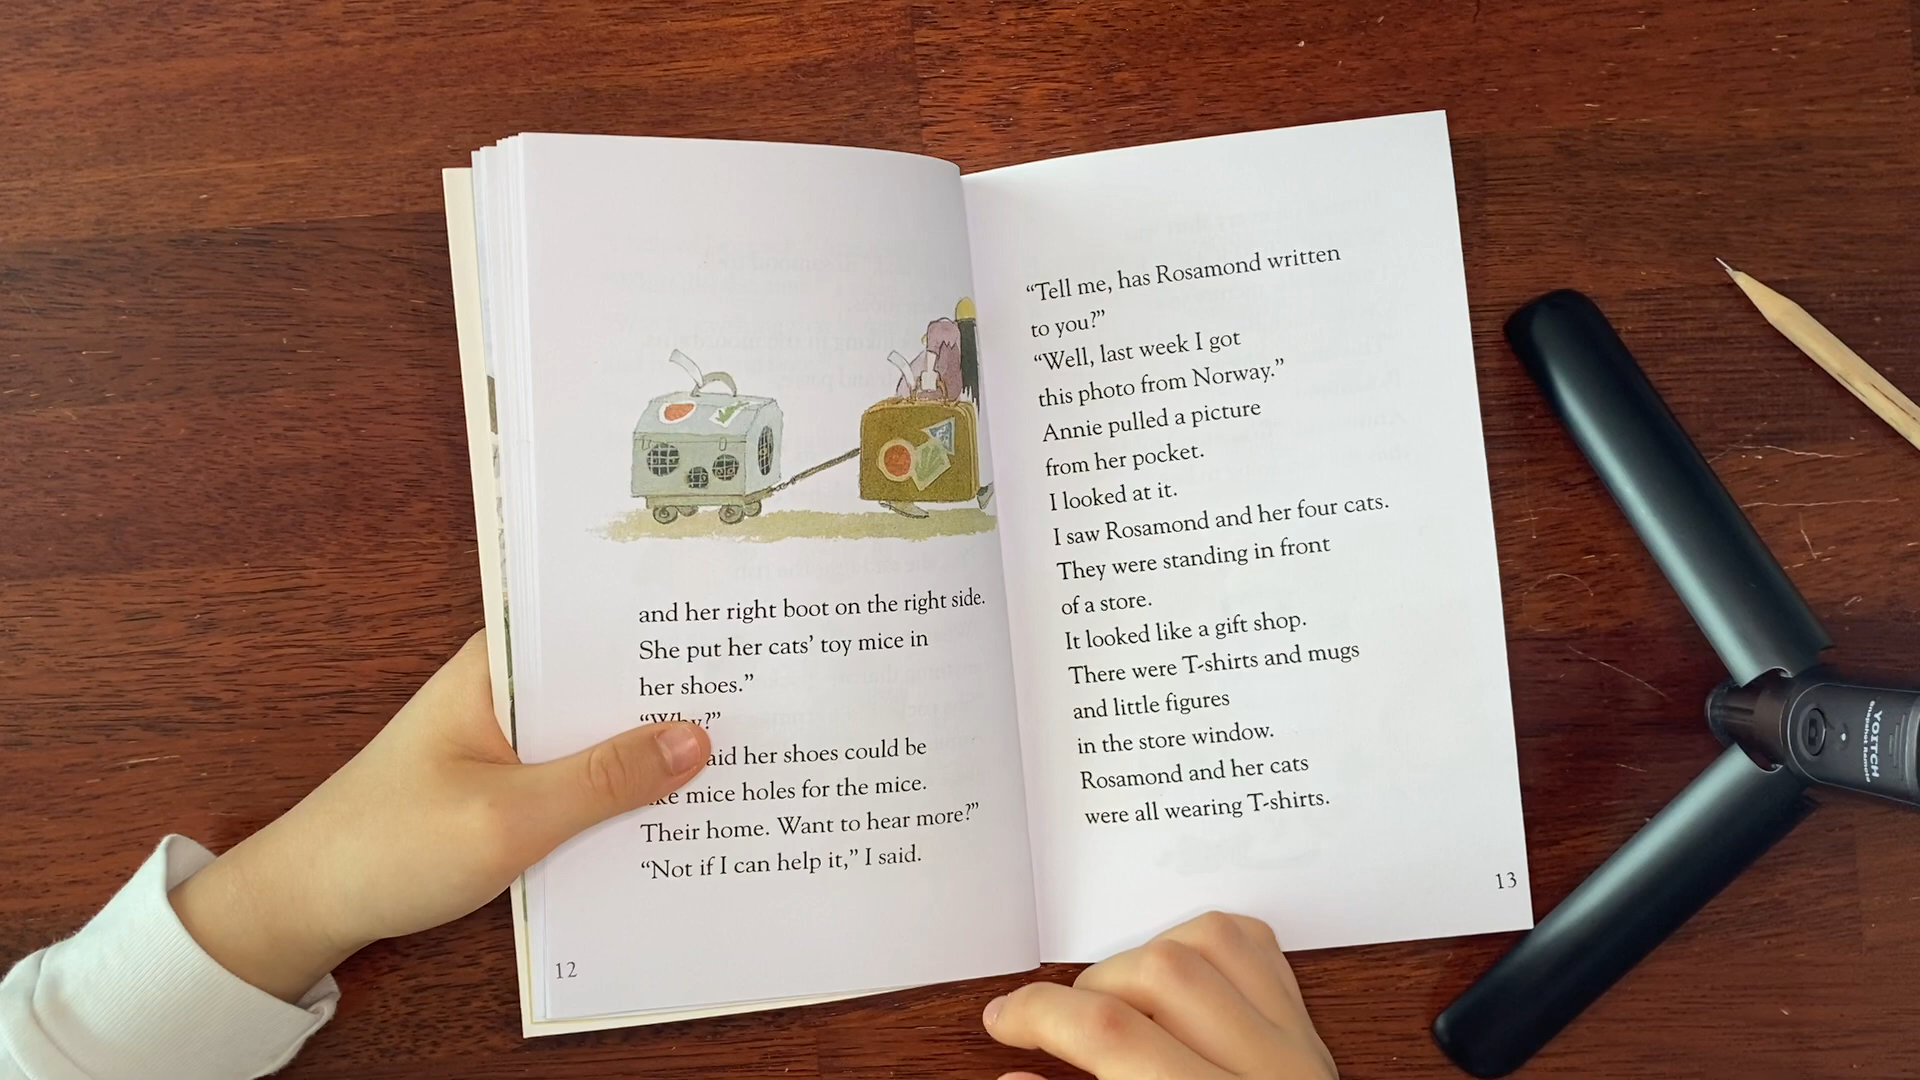 and her right boot on the right side.
She put her cats’ toy mice in
her shoes.”
“Why?”
her shoes could be
mice holes for the mice.
Their home. Want to hear more?”
“Not if I can help it,” I said.
12
“Tell me, has Rosamond written
to you?”
“Well, last week I got
this photo from Norway.”
Annie pulled a picture
from her pocket.
I looked at it.
I saw Rosamond and her four cats.
They were standing in front
of a store.
It looked like a gift shop.
There were T-shirts and mugs
and little figures
in the store window.
Rosamond and her cats
were all wearing T-shirts.
13
YOITCH
Snapshot Remote